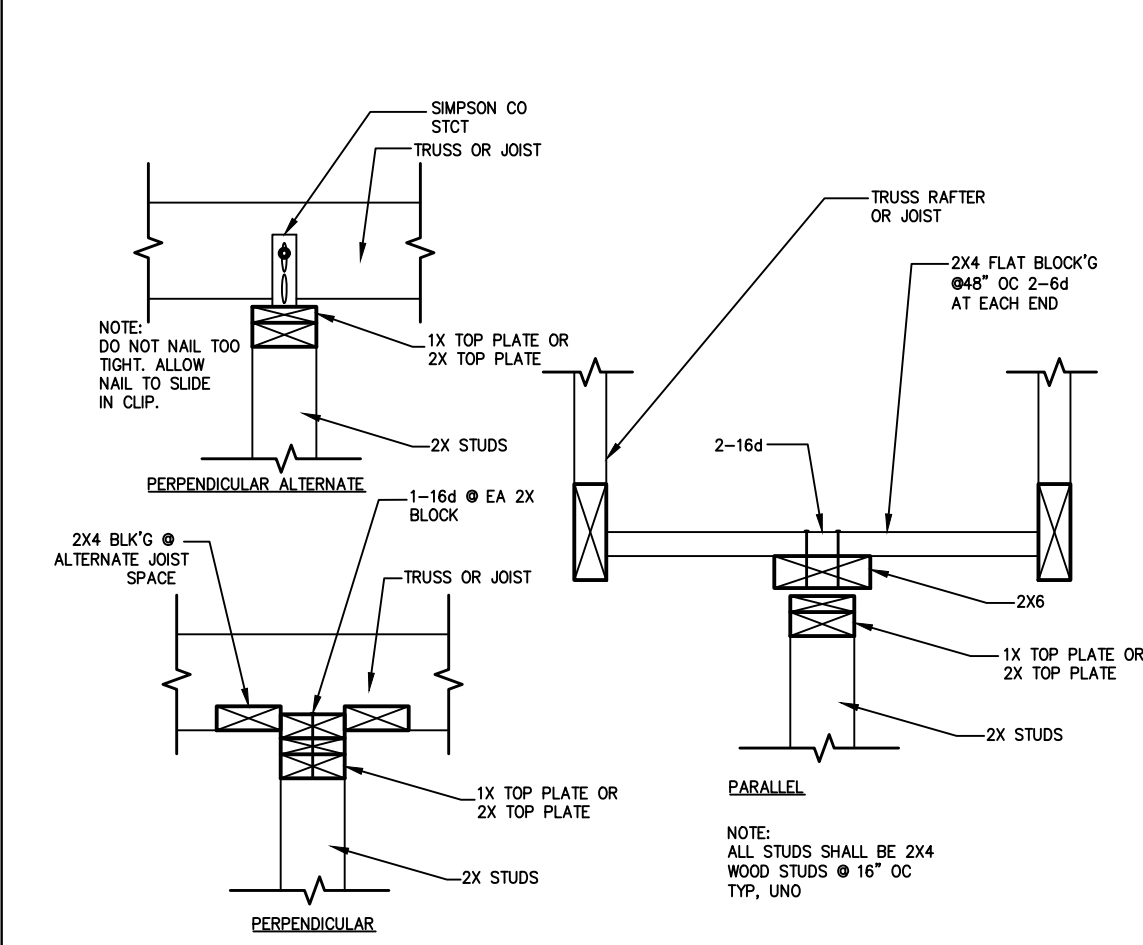 SIMPSON CO
STCT
TRUSS OR JOIST
NOTE:
DO NOT NAIL TOO
TIGHT. ALLOW
NAIL TO SLIDE
IN CLIP.
1X TOP PLATE OR
2X TOP PLATE
2X STUDS
PERPENDICULAR ALTERNATE
TRUSS RAFTER
OR JOIST
2X4 FLAT BLOCK'G
@48" OC 2-6d
AT EACH END
2-16d
2X6
1X TOP PLATE OR
2X TOP PLATE
2X STUDS
PARALLEL
NOTE:
ALL STUDS SHALL BE 2X4
WOOD STUDS @ 16" OC
TYP, UNO
1-16d @ EA 2X
BLOCK
2X4 BLK'G @
ALTERNATE JOIST
SPACE
TRUSS OR JOIST
1X TOP PLATE OR
2X TOP PLATE
2X STUDS
PERPENDICULAR